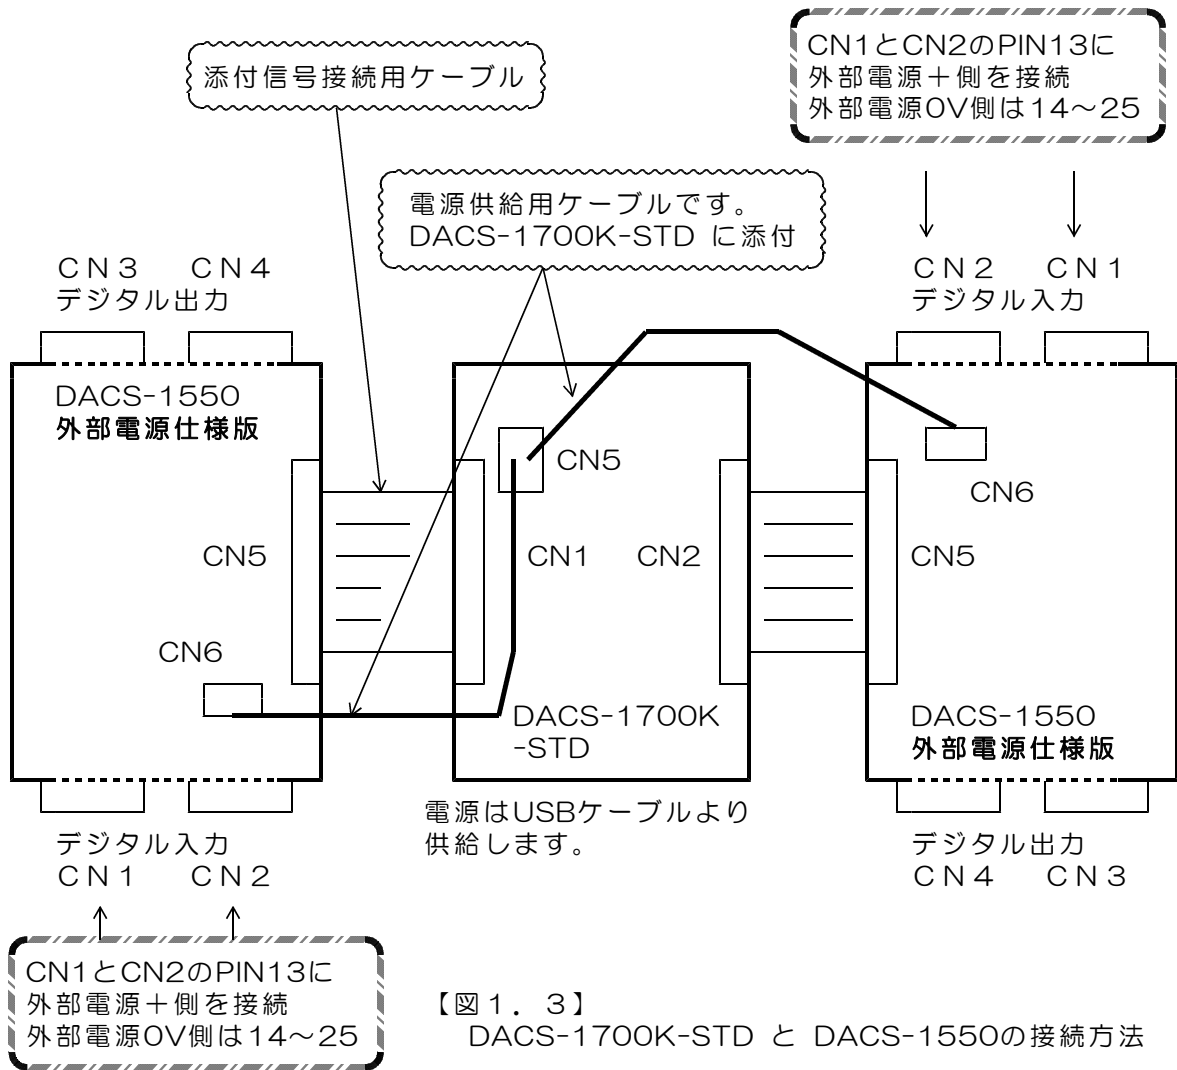 CN1とCN2のPIN13に
外部電源+側を接続
外部電源0V側は14~25
添付信号接続用ケーブル
電源供給用ケーブルです。
DACS-1700K-STD に添付
CN3 CN4
デジタル出力
CN2 CN1
デジタル入力
DACS-1550
外部電源仕様版
CN5
CN6
CN5
CN1
CN2
CN5
CN6
DACS-1700K
-STD
DACS-1550
外部電源仕様版
電源はUSBケーブルより
供給します。
デジタル入力
CN1 CN2
デジタル出力
CN4 CN3
CN1とCN2のPIN13に
外部電源+側を接続
外部電源0V側は14~25
【図1.3】
DACS-1700K-STD と DACS-1550の接続方法